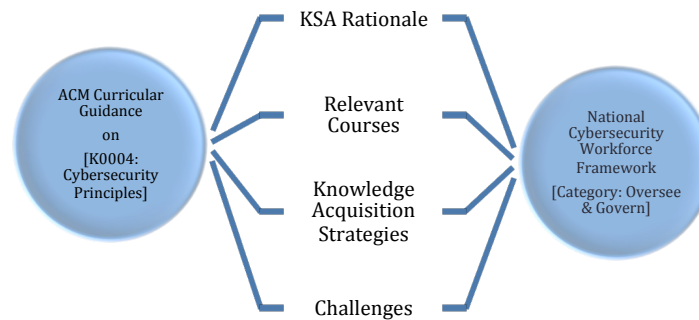 KSA Rationale
ACM Curricular
Guidance
on
[K0004:
Cybersecurity
Principles]
Relevant
Courses
Knowledge
Acquisition
Strategies
Challenges
National
Cybersecurity
Workforce
Framework
[Category: Oversee
& Govern]